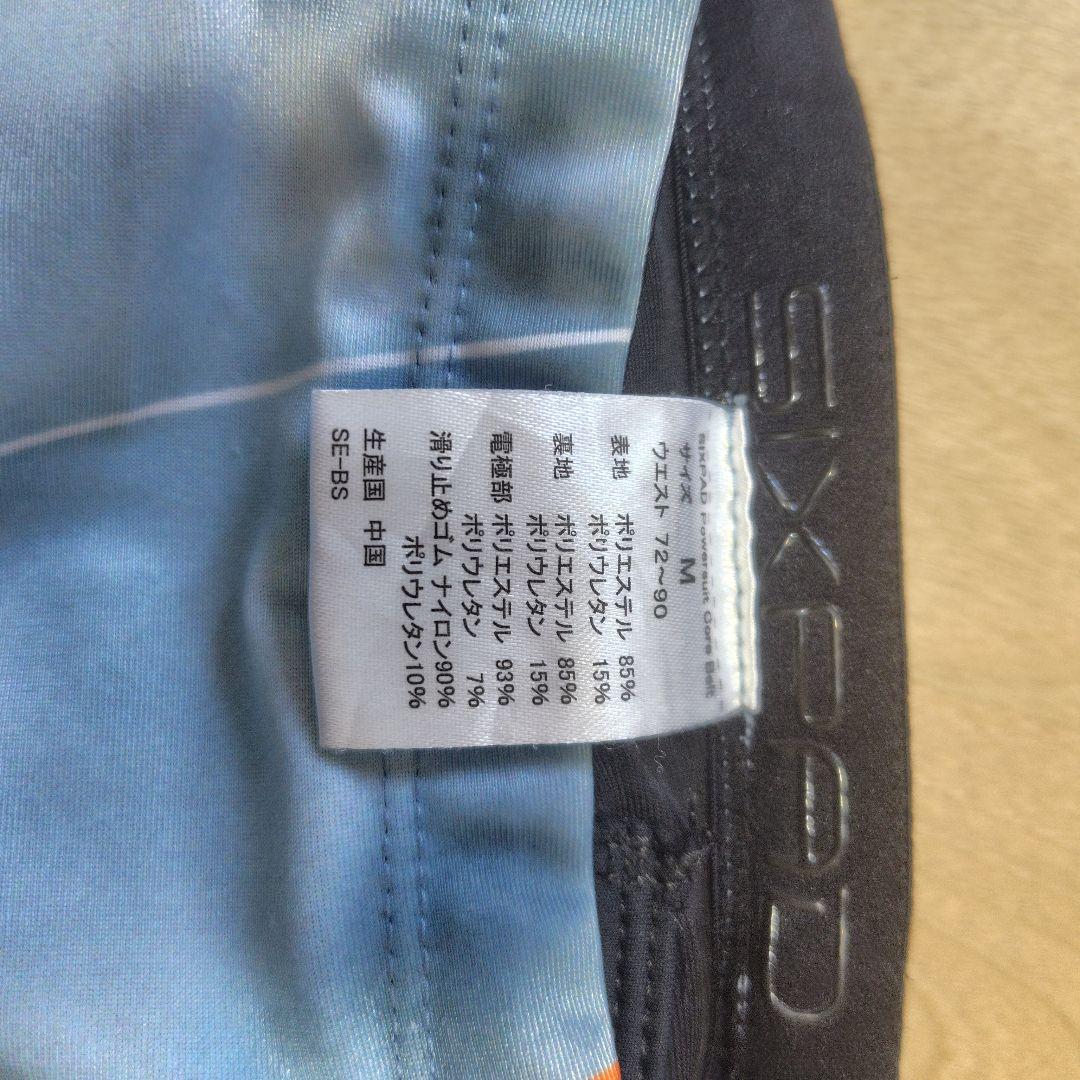 SIXPAD
SIXPAD Powersuit Core Belt
サイズ M
ウエスト 72～90
表地 ポリエステル 85%
ポリウレタン 15%
裏地 ポリエステル 85%
ポリウレタン 15%
電極部 ポリエステル 93%
ポリウレタン 7%
滑り止めゴム ナイロン90%
ポリウレタン10%
生産国 中国
SE-BS